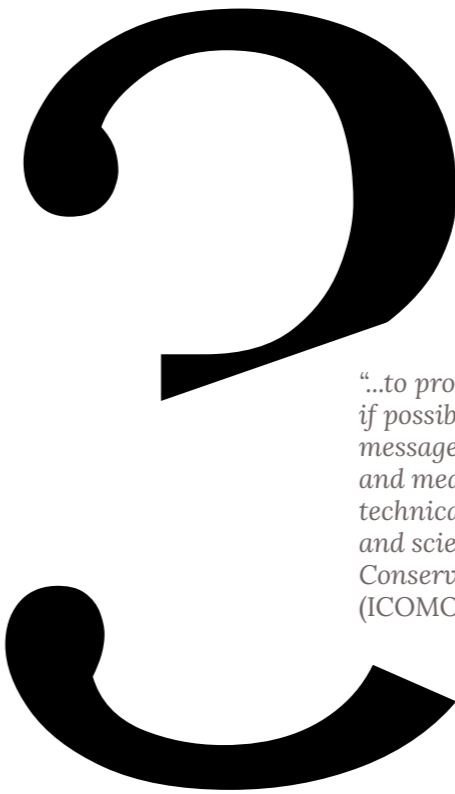 3
“...to pro
if possib
message
and mea
technica
and scie
Conserv
(ICOMO